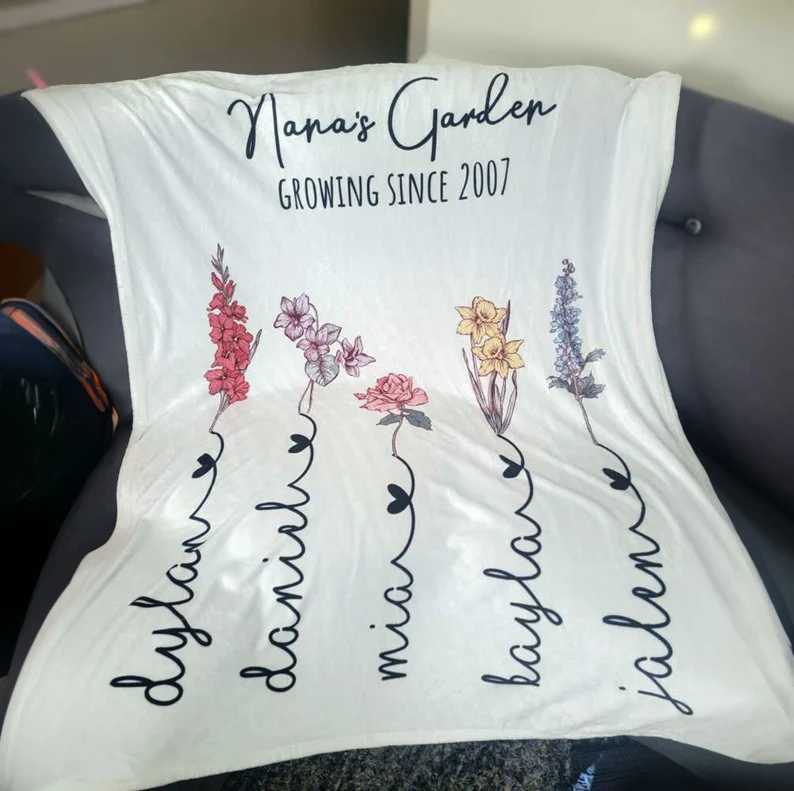 Nana's Garden
GROWING SINCE 2007
dylan
daniel
mia
kayla
jalen